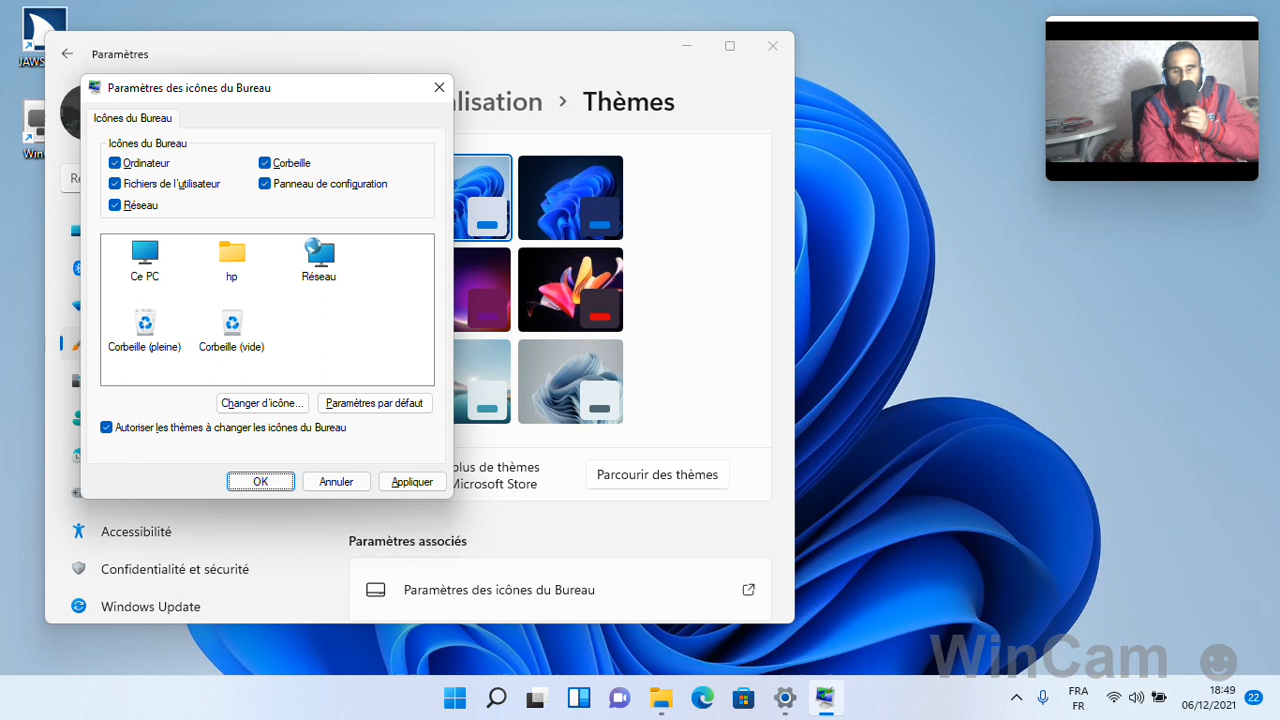 JAWS
Paramètres
Paramètres des icônes du Bureau
Icônes du Bureau
Icônes du Bureau
Ordinateur
Corbeille
Fichiers de l'utilisateur
Panneau de configuration
Réseau
Ce PC
hp
Réseau
Corbeille (pleine)
Corbeille (vide)
Changer d'icône...
Paramètres par défaut
Autoriser les thèmes à changer les icônes du Bureau
OK
Annuler
Appliquer
lisation > Thèmes
plus de thèmes
Microsoft Store
Parcourir des thèmes
Paramètres associés
Paramètres des icônes du Bureau
Accessibilité
Confidentialité et sécurité
Windows Update
WinCam
FRA
FR
18:49
06/12/2021
22